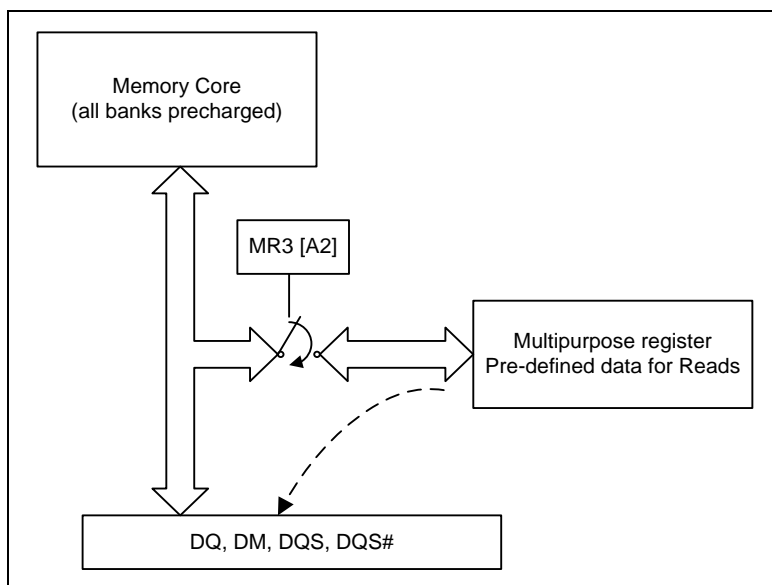 Memory Core
(all banks precharged)
MR3 [A2]
Multipurpose register
Pre-defined data for Reads
DQ, DM, DQS, DQS#